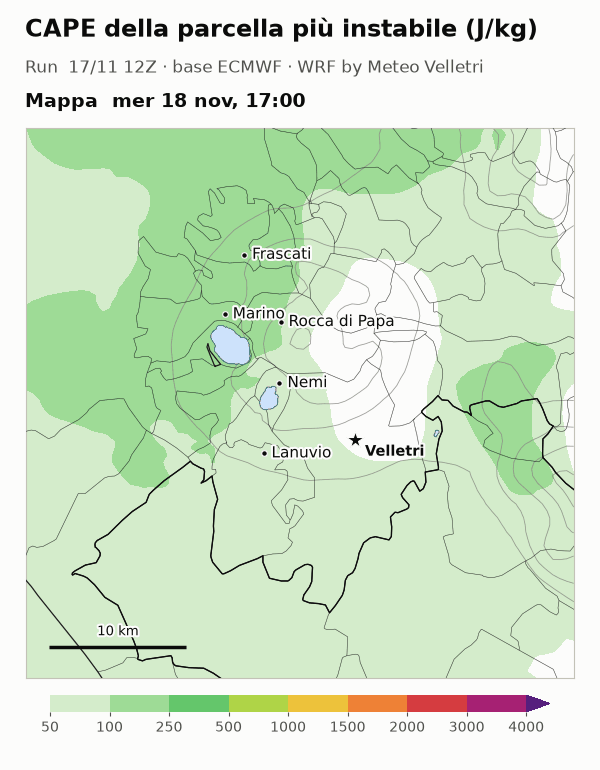 CAPE della parcella più instabile (J/kg)
Run  17/11 12Z · base ECMWF · WRF by Meteo Velletri
Mappa  mer 18 nov, 17:00
Frascati
Marino
Rocca di Papa
Nemi
Velletri
Lanuvio
10 km
50 100 250 500 1000 1500 2000 3000 4000